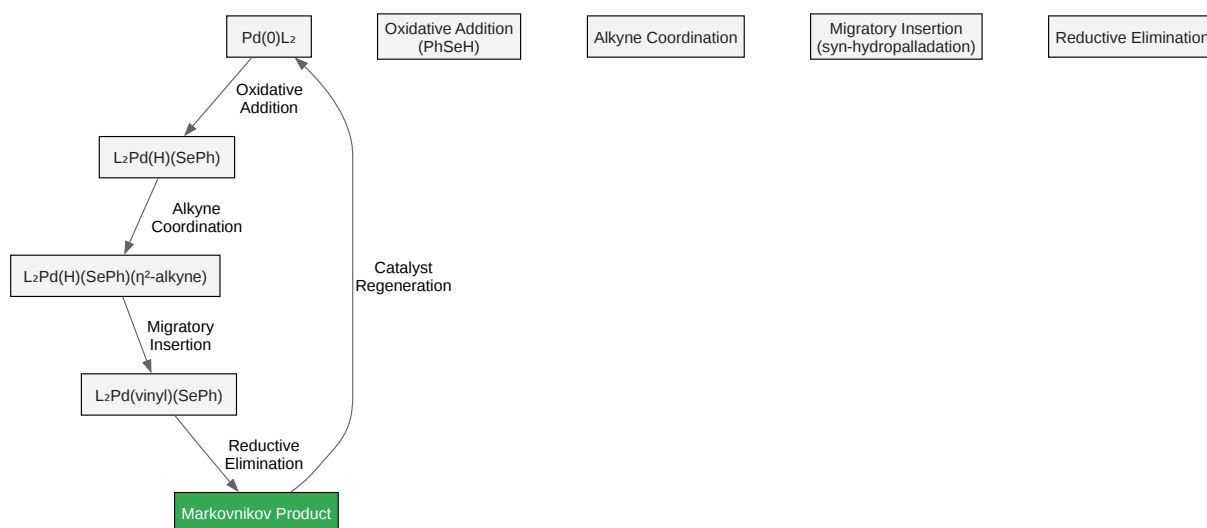 Pd(0)L₂
Oxidative Addition
(PhSeH)
Alkyne Coordination
Migratory Insertion
(syn-hydropalladation)
Reductive Elimination
Oxidative
Addition
L₂Pd(H)(SePh)
Alkyne
Coordination
L₂Pd(H)(SePh)(η²-alkyne)
Catalyst
Regeneration
Migratory
Insertion
L₂Pd(vinyl)(SePh)
Reductive
Elimination
Markovnikov Product